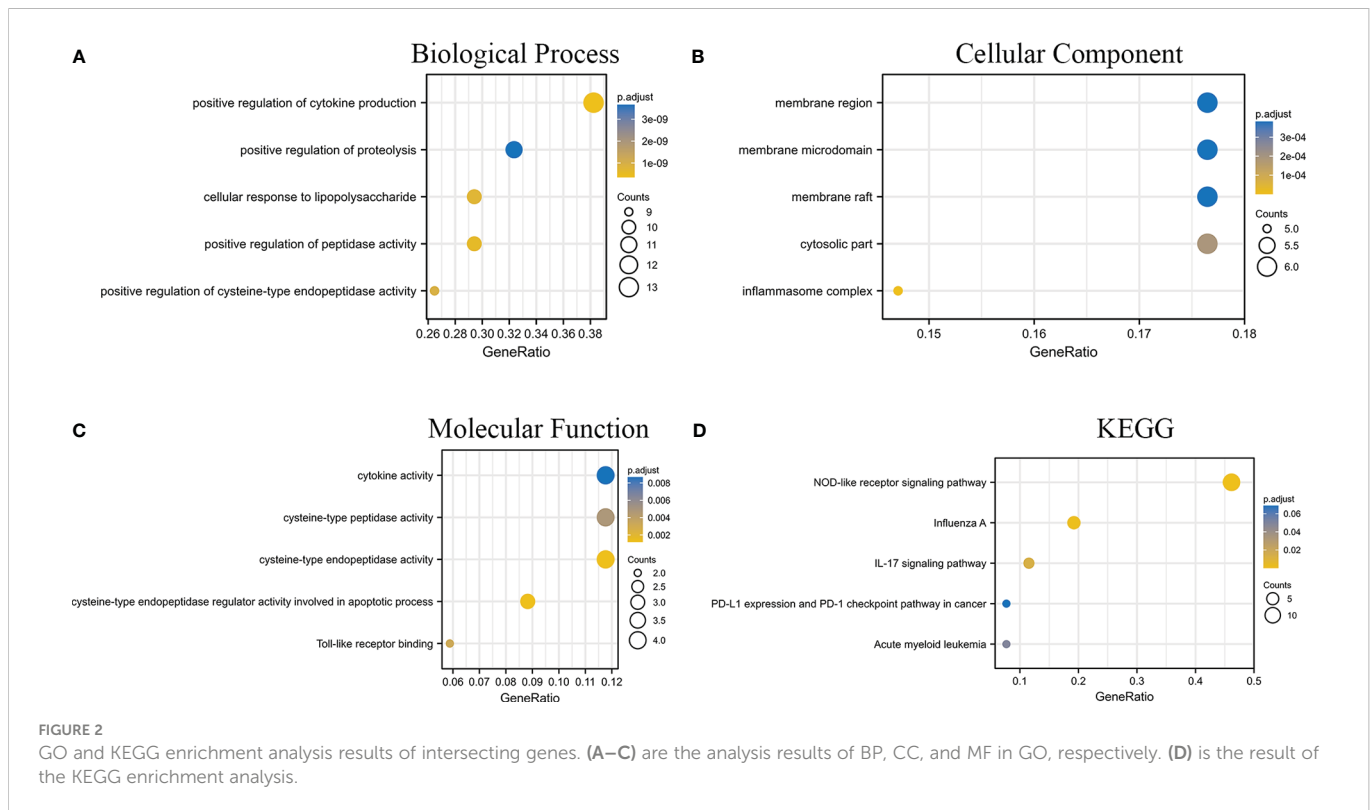 A
Biological Process
positive regulation of cytokine production
positive regulation of proteolysis
cellular response to lipopolysaccharide
positive regulation of peptidase activity
positive regulation of cysteine-type endopeptidase activity
0.26 0.28 0.30 0.32 0.34 0.36 0.38
GeneRatio
p.adjust
3e-09
2e-09
1e-09
Counts
9
10
11
12
13
B
Cellular Component
membrane region
membrane microdomain
membrane raft
cytosolic part
inflammasome complex
0.15 0.16 0.17 0.18
GeneRatio
p.adjust
3e-04
2e-04
1e-04
Counts
5.0
5.5
6.0
C
Molecular Function
cytokine activity
cysteine-type peptidase activity
cysteine-type endopeptidase activity
cysteine-type endopeptidase regulator activity involved in apoptotic process
Toll-like receptor binding
0.06 0.07 0.08 0.09 0.10 0.11 0.12
GeneRatio
p.adjust
0.008
0.006
0.004
0.002
Counts
2.0
2.5
3.0
3.5
4.0
D
KEGG
NOD-like receptor signaling pathway
Influenza A
IL-17 signaling pathway
PD-L1 expression and PD-1 checkpoint pathway in cancer
Acute myeloid leukemia
0.1 0.2 0.3 0.4 0.5
GeneRatio
p.adjust
0.06
0.04
0.02
Counts
5
10
FIGURE 2
GO and KEGG enrichment analysis results of intersecting genes. (A–C) are the analysis results of BP, CC, and MF in GO, respectively. (D) is the result of
the KEGG enrichment analysis.